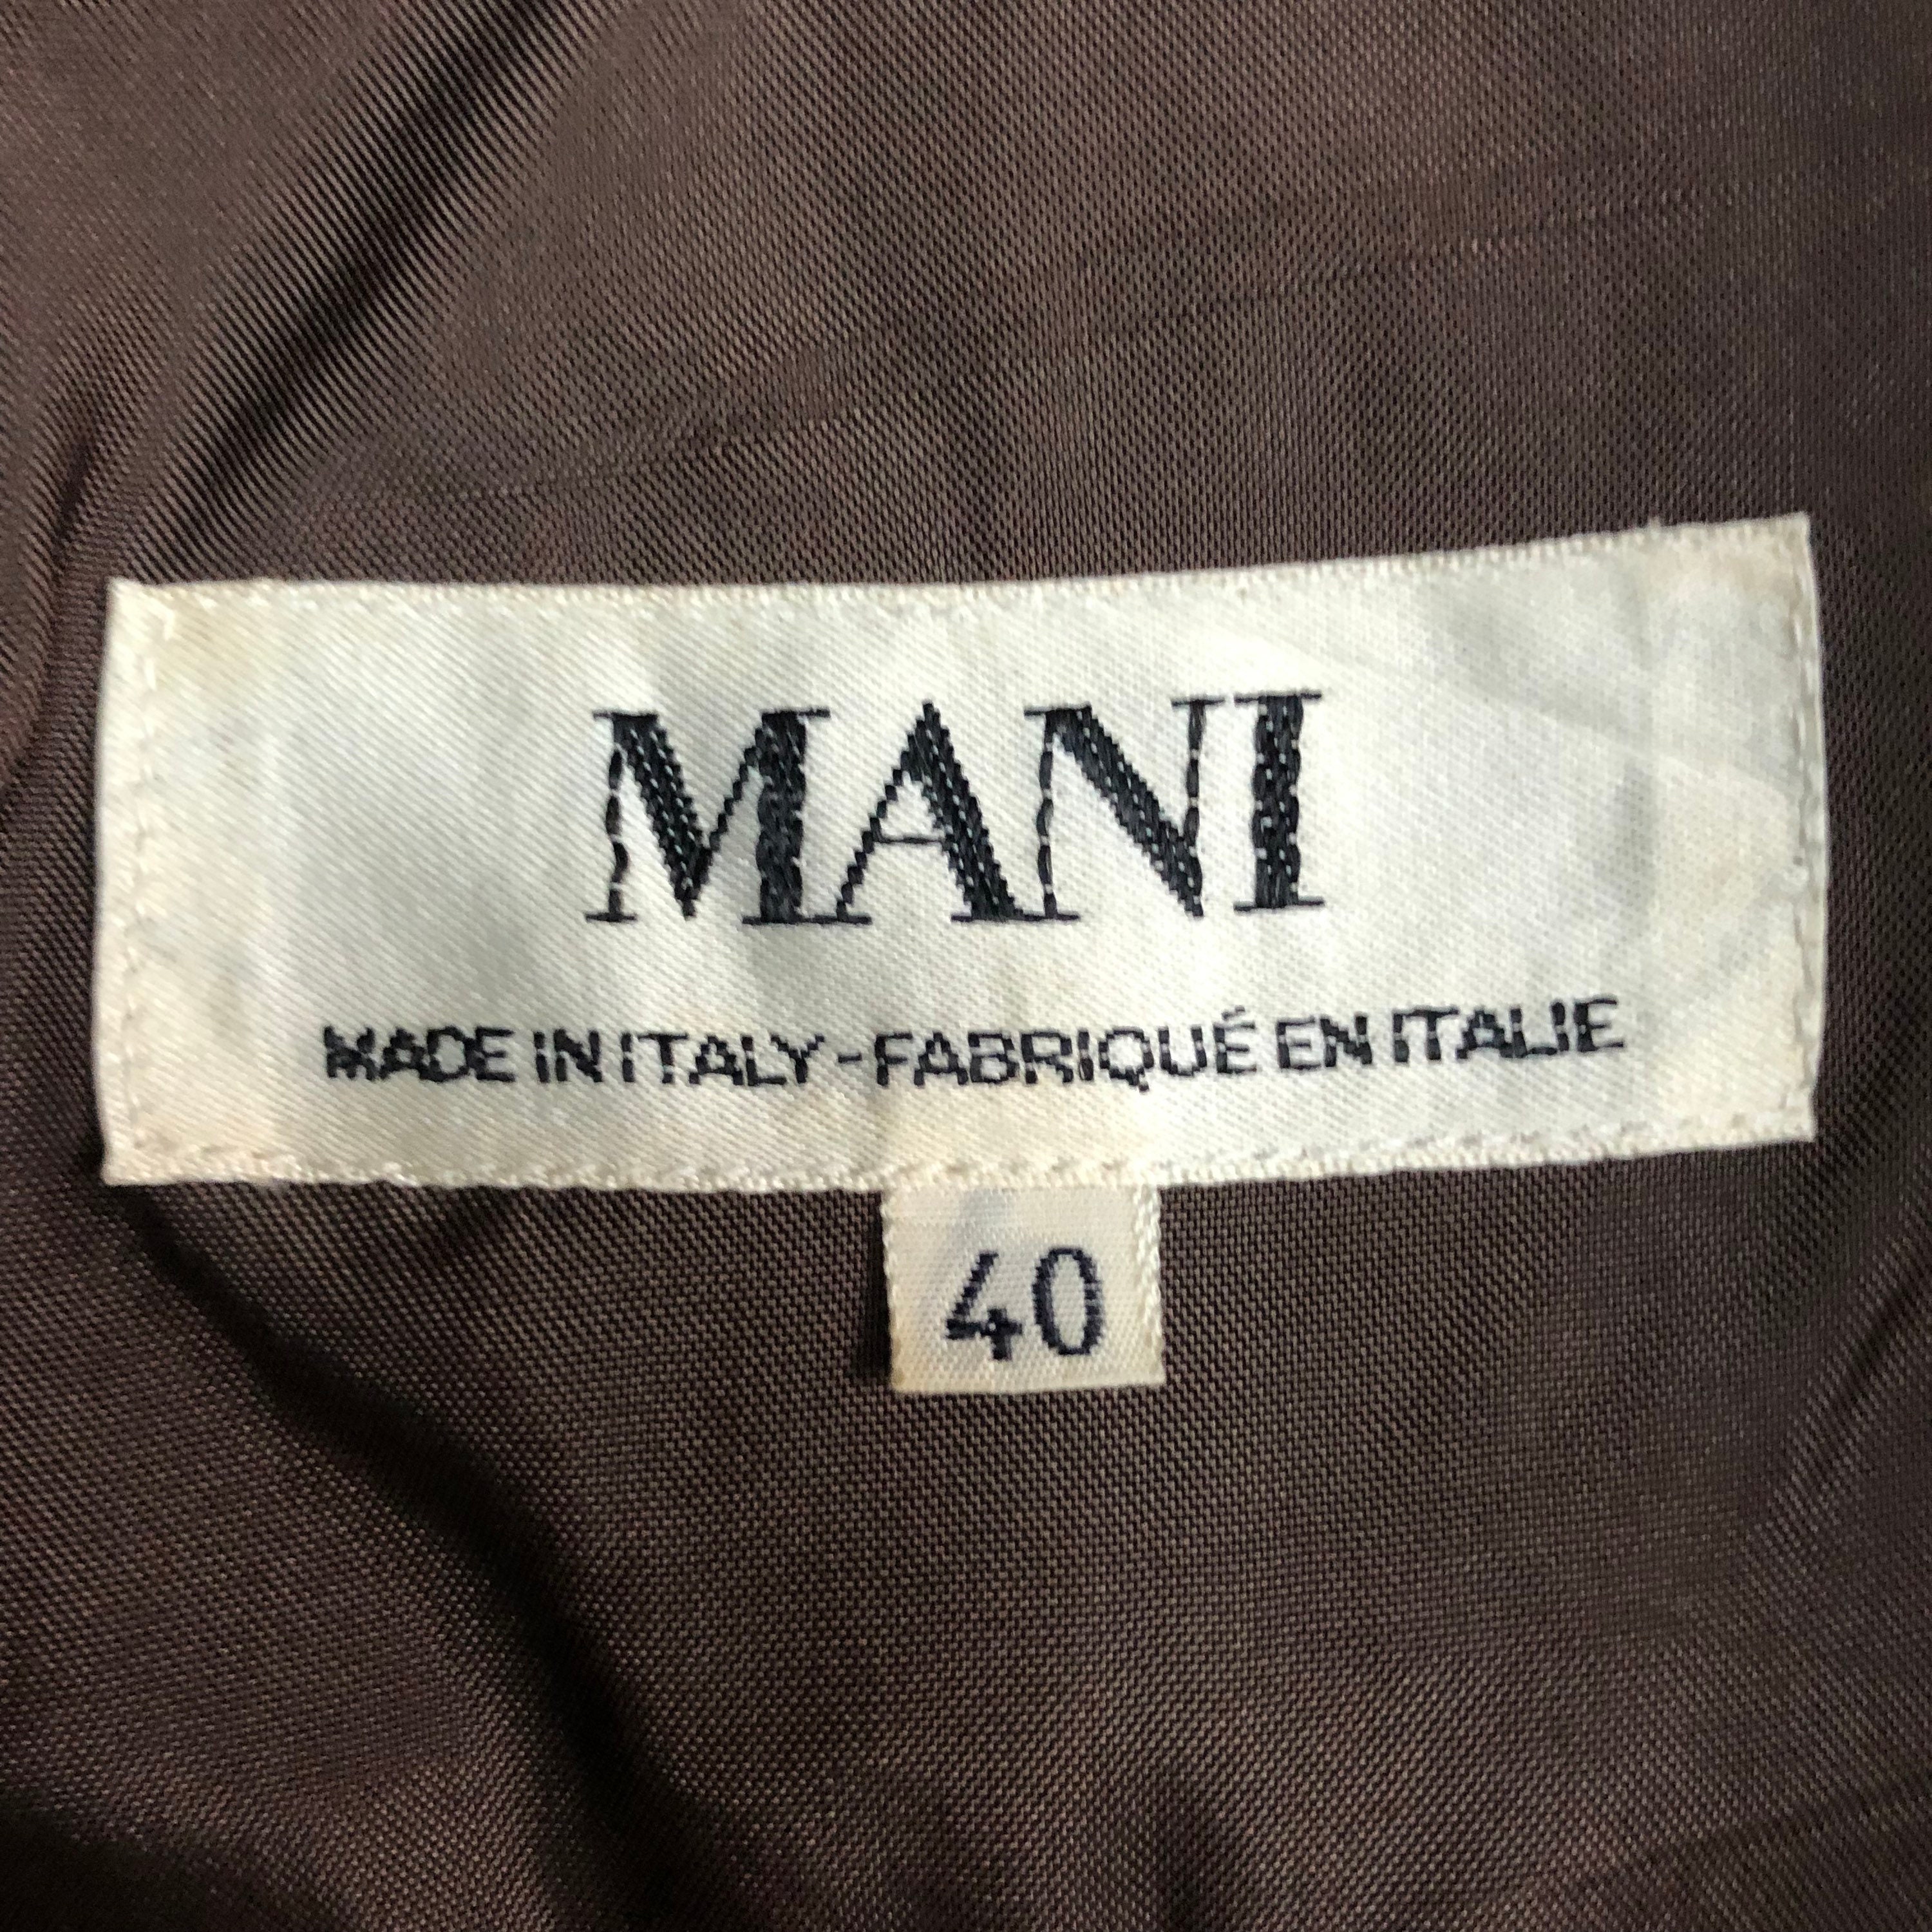 MANI
MADE IN ITALY - FABRIQUÉ EN ITALIE
40